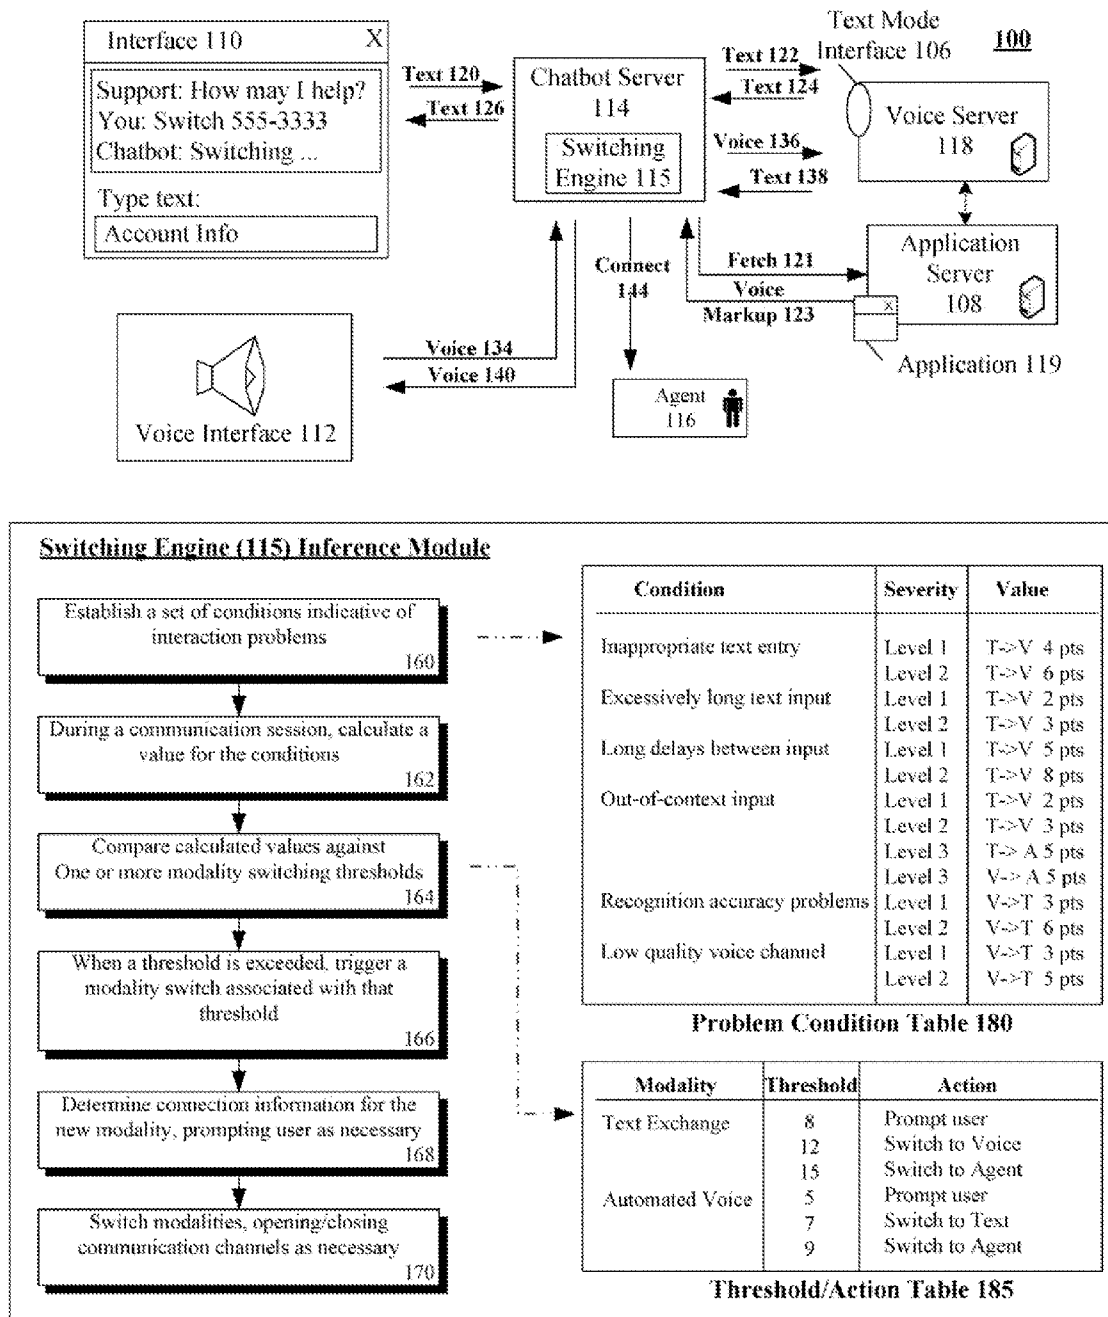 100
Interface 110 X
Support: How may I help?
You: Switch 555-3333
Chatbot: Switching ...
Type text:
Account Info
Text 120
Text 126
Chatbot Server
114
Switching
Engine 115
Text 122
Text 124
Voice 136
Text 138
Text Mode
Interface 106
Voice Server
118
Application
Server
108
X
Application 119
Fetch 121
Voice
Markup 123
Connect
144
Agent
116
Voice 134
Voice 140
Voice Interface 112
Switching Engine (115) Inference Module
Establish a set of conditions indicative of
interaction problems
160
During a communication session, calculate a
value for the conditions
162
Compare calculated values against
One or more modality switching thresholds
164
When a threshold is exceeded, trigger a
modality switch associated with that
threshold
166
Determine connection information for the
new modality, prompting user as necessary
168
Switch modalities, opening/closing
communication channels as necessary
170
Condition Severity Value
Inappropriate text entry Level 1 T->V 4 pts
Level 2 T->V 6 pts
Excessively long text input Level 1 T->V 2 pts
Level 2 T->V 3 pts
Long delays between input Level 1 T->V 5 pts
Level 2 T->V 8 pts
Out-of-context input Level 1 T->V 2 pts
Level 2 T->V 3 pts
Level 3 T-> A 5 pts
Level 3 V-> A 5 pts
Recognition accuracy problems Level 1 V->T 3 pts
Level 2 V->T 6 pts
Low quality voice channel Level 1 V->T 3 pts
Level 2 V->T 5 pts
Problem Condition Table 180
Modality Threshold Action
Text Exchange 8 Prompt user
12 Switch to Voice
15 Switch to Agent
Automated Voice 5 Prompt user
7 Switch to Text
9 Switch to Agent
Threshold/Action Table 185